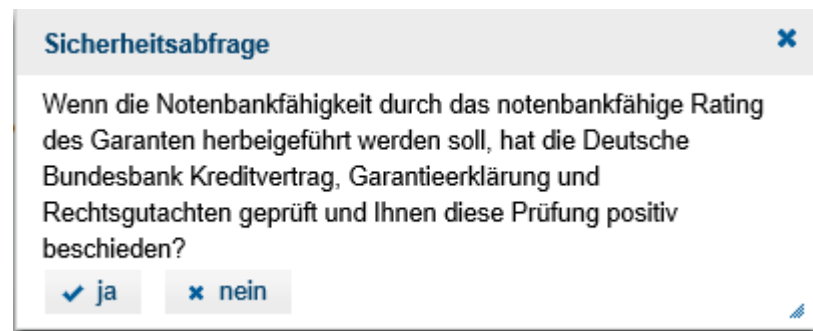 Sicherheitsabfrage
Wenn die Notenbankfähigkeit durch das notenbankfähige Rating
des Garanten herbeigeführt werden soll, hat die Deutsche
Bundesbank Kreditvertrag, Garantieerklärung und
Rechtsgutachten geprüft und Ihnen diese Prüfung positiv
beschieden?
ja nein